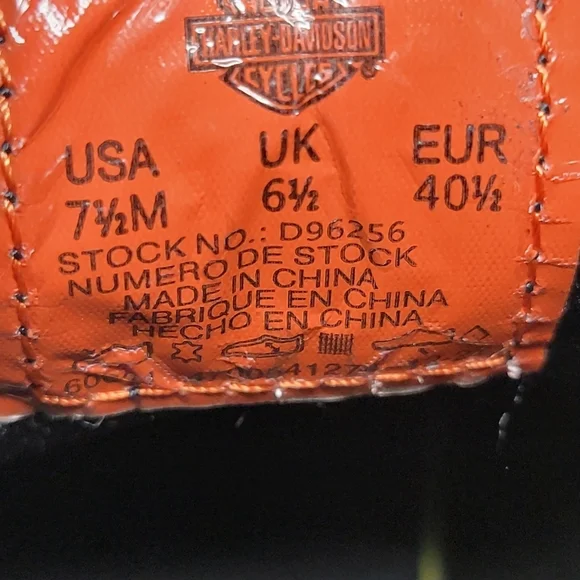 HARLEY-DAVIDSON
CYCLES
USA UK EUR
7½M 6½ 40½
STOCK NO.: D96256
NUMERO DE STOCK
MADE IN CHINA
FABRIQUE EN CHINA
HECHO EN CHINA